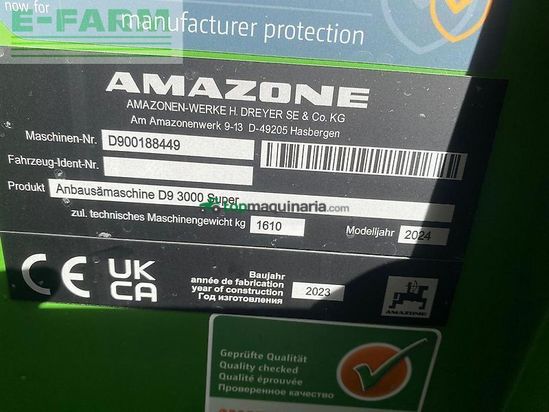 now for
E-FARM
manufacturer protection
AMAZONE
AMAZONEN-WERKE H. DREYER SE & Co. KG
Am Amazonenwerk 9-13 D-49205 Hasbergen
Maschinen-Nr. D900188449
Fahrzeug-Ident-Nr.
Produkt Anbausämaschine D9 3000 Super
topmaquinaria.com
zul. technisches Maschinengewicht kg 1610 Modelljahr 2024
CE UK CA
Baujahr
année de fabrication
year of construction 2023
Год изготовления
AMAZONE
Geprüfte Qualität
Quality checked
Qualité éprouvée
Проверенное качество